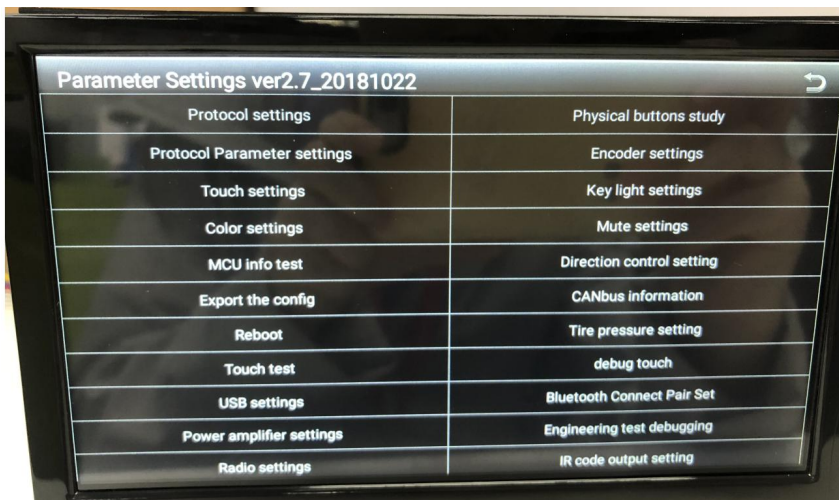 Parameter Settings ver2.7_20181022
Protocol settings
Physical buttons study
Protocol Parameter settings
Encoder settings
Touch settings
Key light settings
Color settings
Mute settings
MCU info test
Direction control setting
Export the config
CANbus information
Reboot
Tire pressure setting
Touch test
debug touch
USB settings
Bluetooth Connect Pair Set
Power amplifier settings
Engineering test debugging
Radio settings
IR code output setting